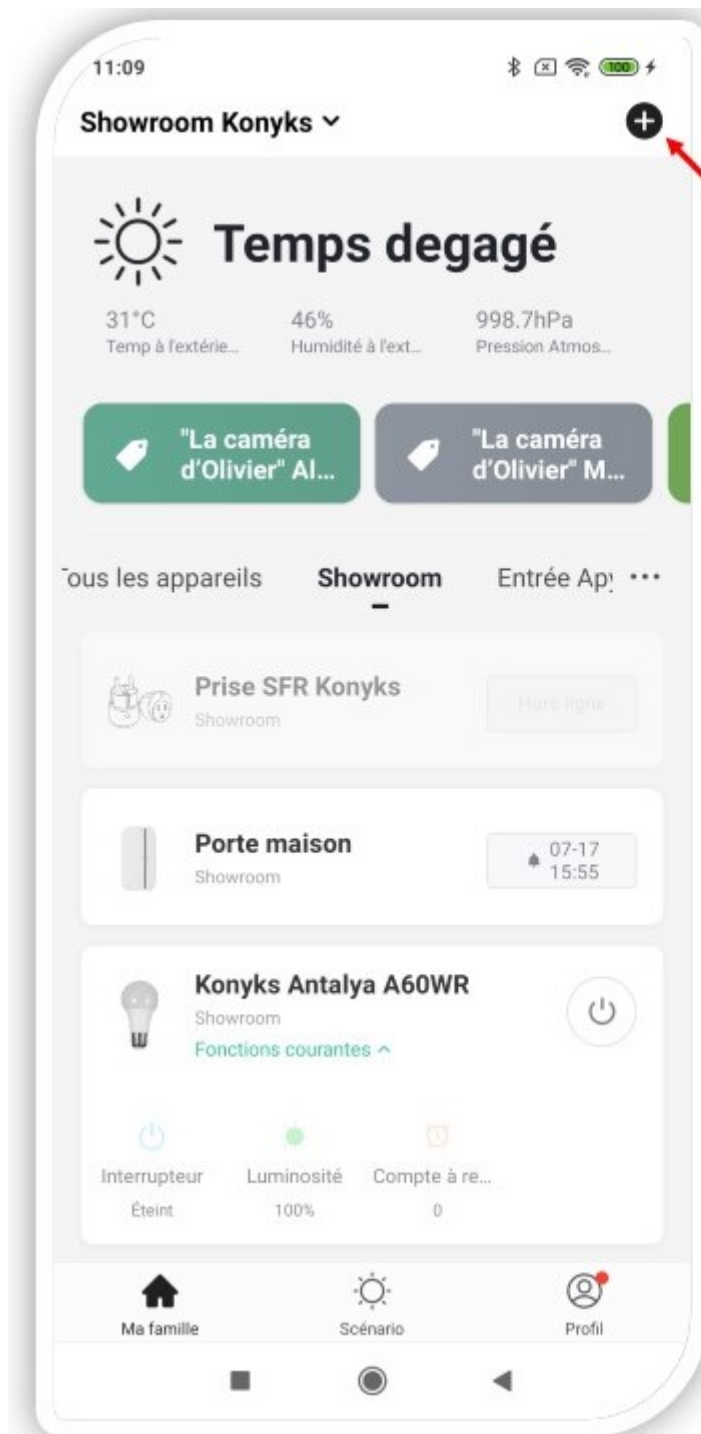 11:09
100
Showroom Konyks
Temps degagé
31°C 46% 998.7hPa
Temp à l'extérie... Humidité à l'ext... Pression Atmos...
"La caméra
d'Olivier" Al...
"La caméra
d'Olivier" M...
Tous les appareils Showroom Entrée Apy ...
Prise SFR Konyks
Showroom
Hors ligne
Porte maison
Showroom
07-17
15:55
Konyks Antalya A60WR
Showroom
Fonctions courantes
Interrupteur Luminosité Compte à re...
Éteint 100% 0
Ma famille Scénario Profil